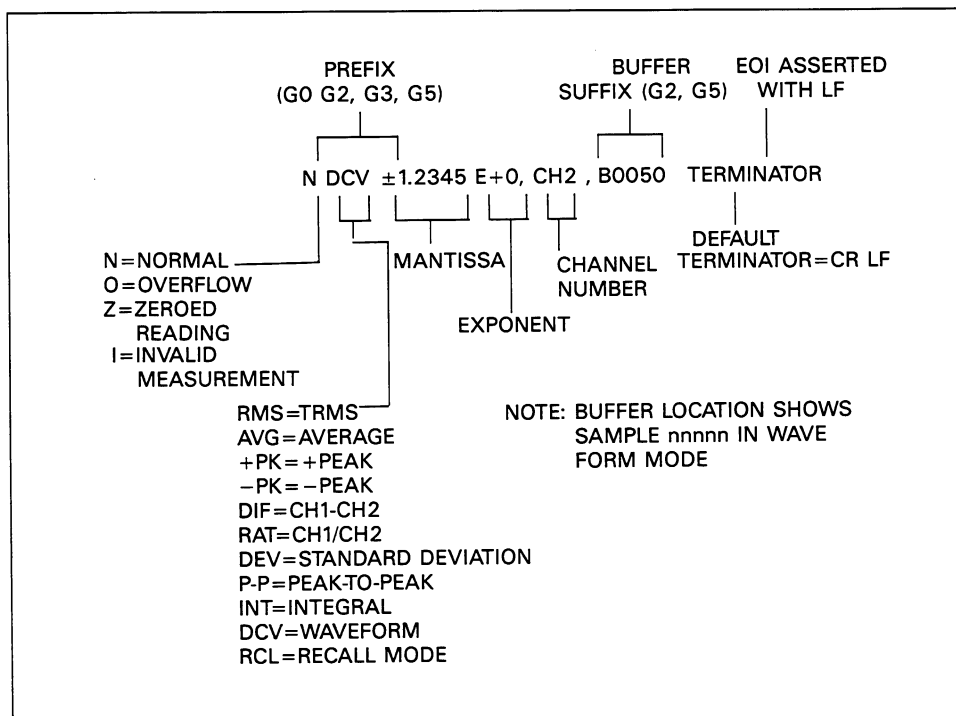 PREFIX
(G0 G2, G3, G5)
BUFFER
SUFFIX (G2, G5)
EOI ASSERTED
WITH LF
N DCV ±1.2345 E+0, CH2 , B0050 TERMINATOR
N=NORMAL
O=OVERFLOW
Z=ZEROED
READING
I=INVALID
MEASUREMENT
MANTISSA
EXPONENT
CHANNEL
NUMBER
DEFAULT
TERMINATOR=CR LF
RMS=TRMS
AVG=AVERAGE
+PK=+PEAK
−PK=−PEAK
DIF=CH1-CH2
RAT=CH1/CH2
DEV=STANDARD DEVIATION
P-P=PEAK-TO-PEAK
INT=INTEGRAL
DCV=WAVEFORM
RCL=RECALL MODE
NOTE: BUFFER LOCATION SHOWS
SAMPLE nnnnn IN WAVE
FORM MODE